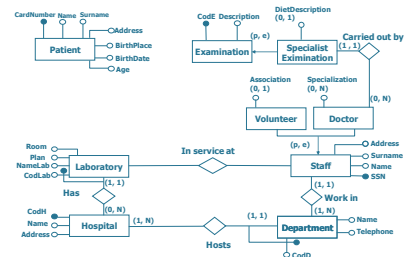 CardNumber Name Surname
Address
Patient
BirthPlace
BirthDate
Age
CodE Description
DietDescription
(0, 1)
Examination
(p, e)
Specialist
Eximination
(1 , 1)
Carried out by
Association
(0, 1)
Specialization
(0, N)
Volunteer
Doctor
(0, N)
(p, e)
Room
Plan
NameLab
CodLab
Laboratory
In service at
Staff
Address
Surname
Name
SSN
Has
(1, 1)
(1, 1)
Work in
(0, N)
(1, N)
CodH
Name
Address
Hospital
(1, N)
Hosts
(1, 1)
Department
Name
Telephone
CodD